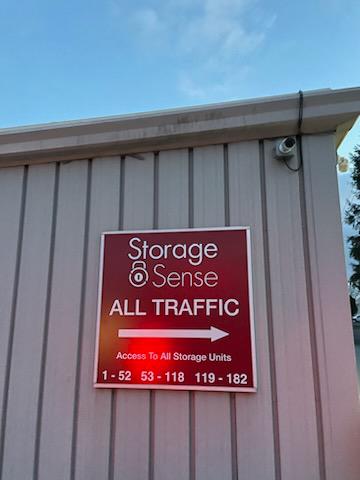 Storage
Sense
ALL TRAFFIC
Access To All Storage Units
1 - 52 53 - 118 119 - 182